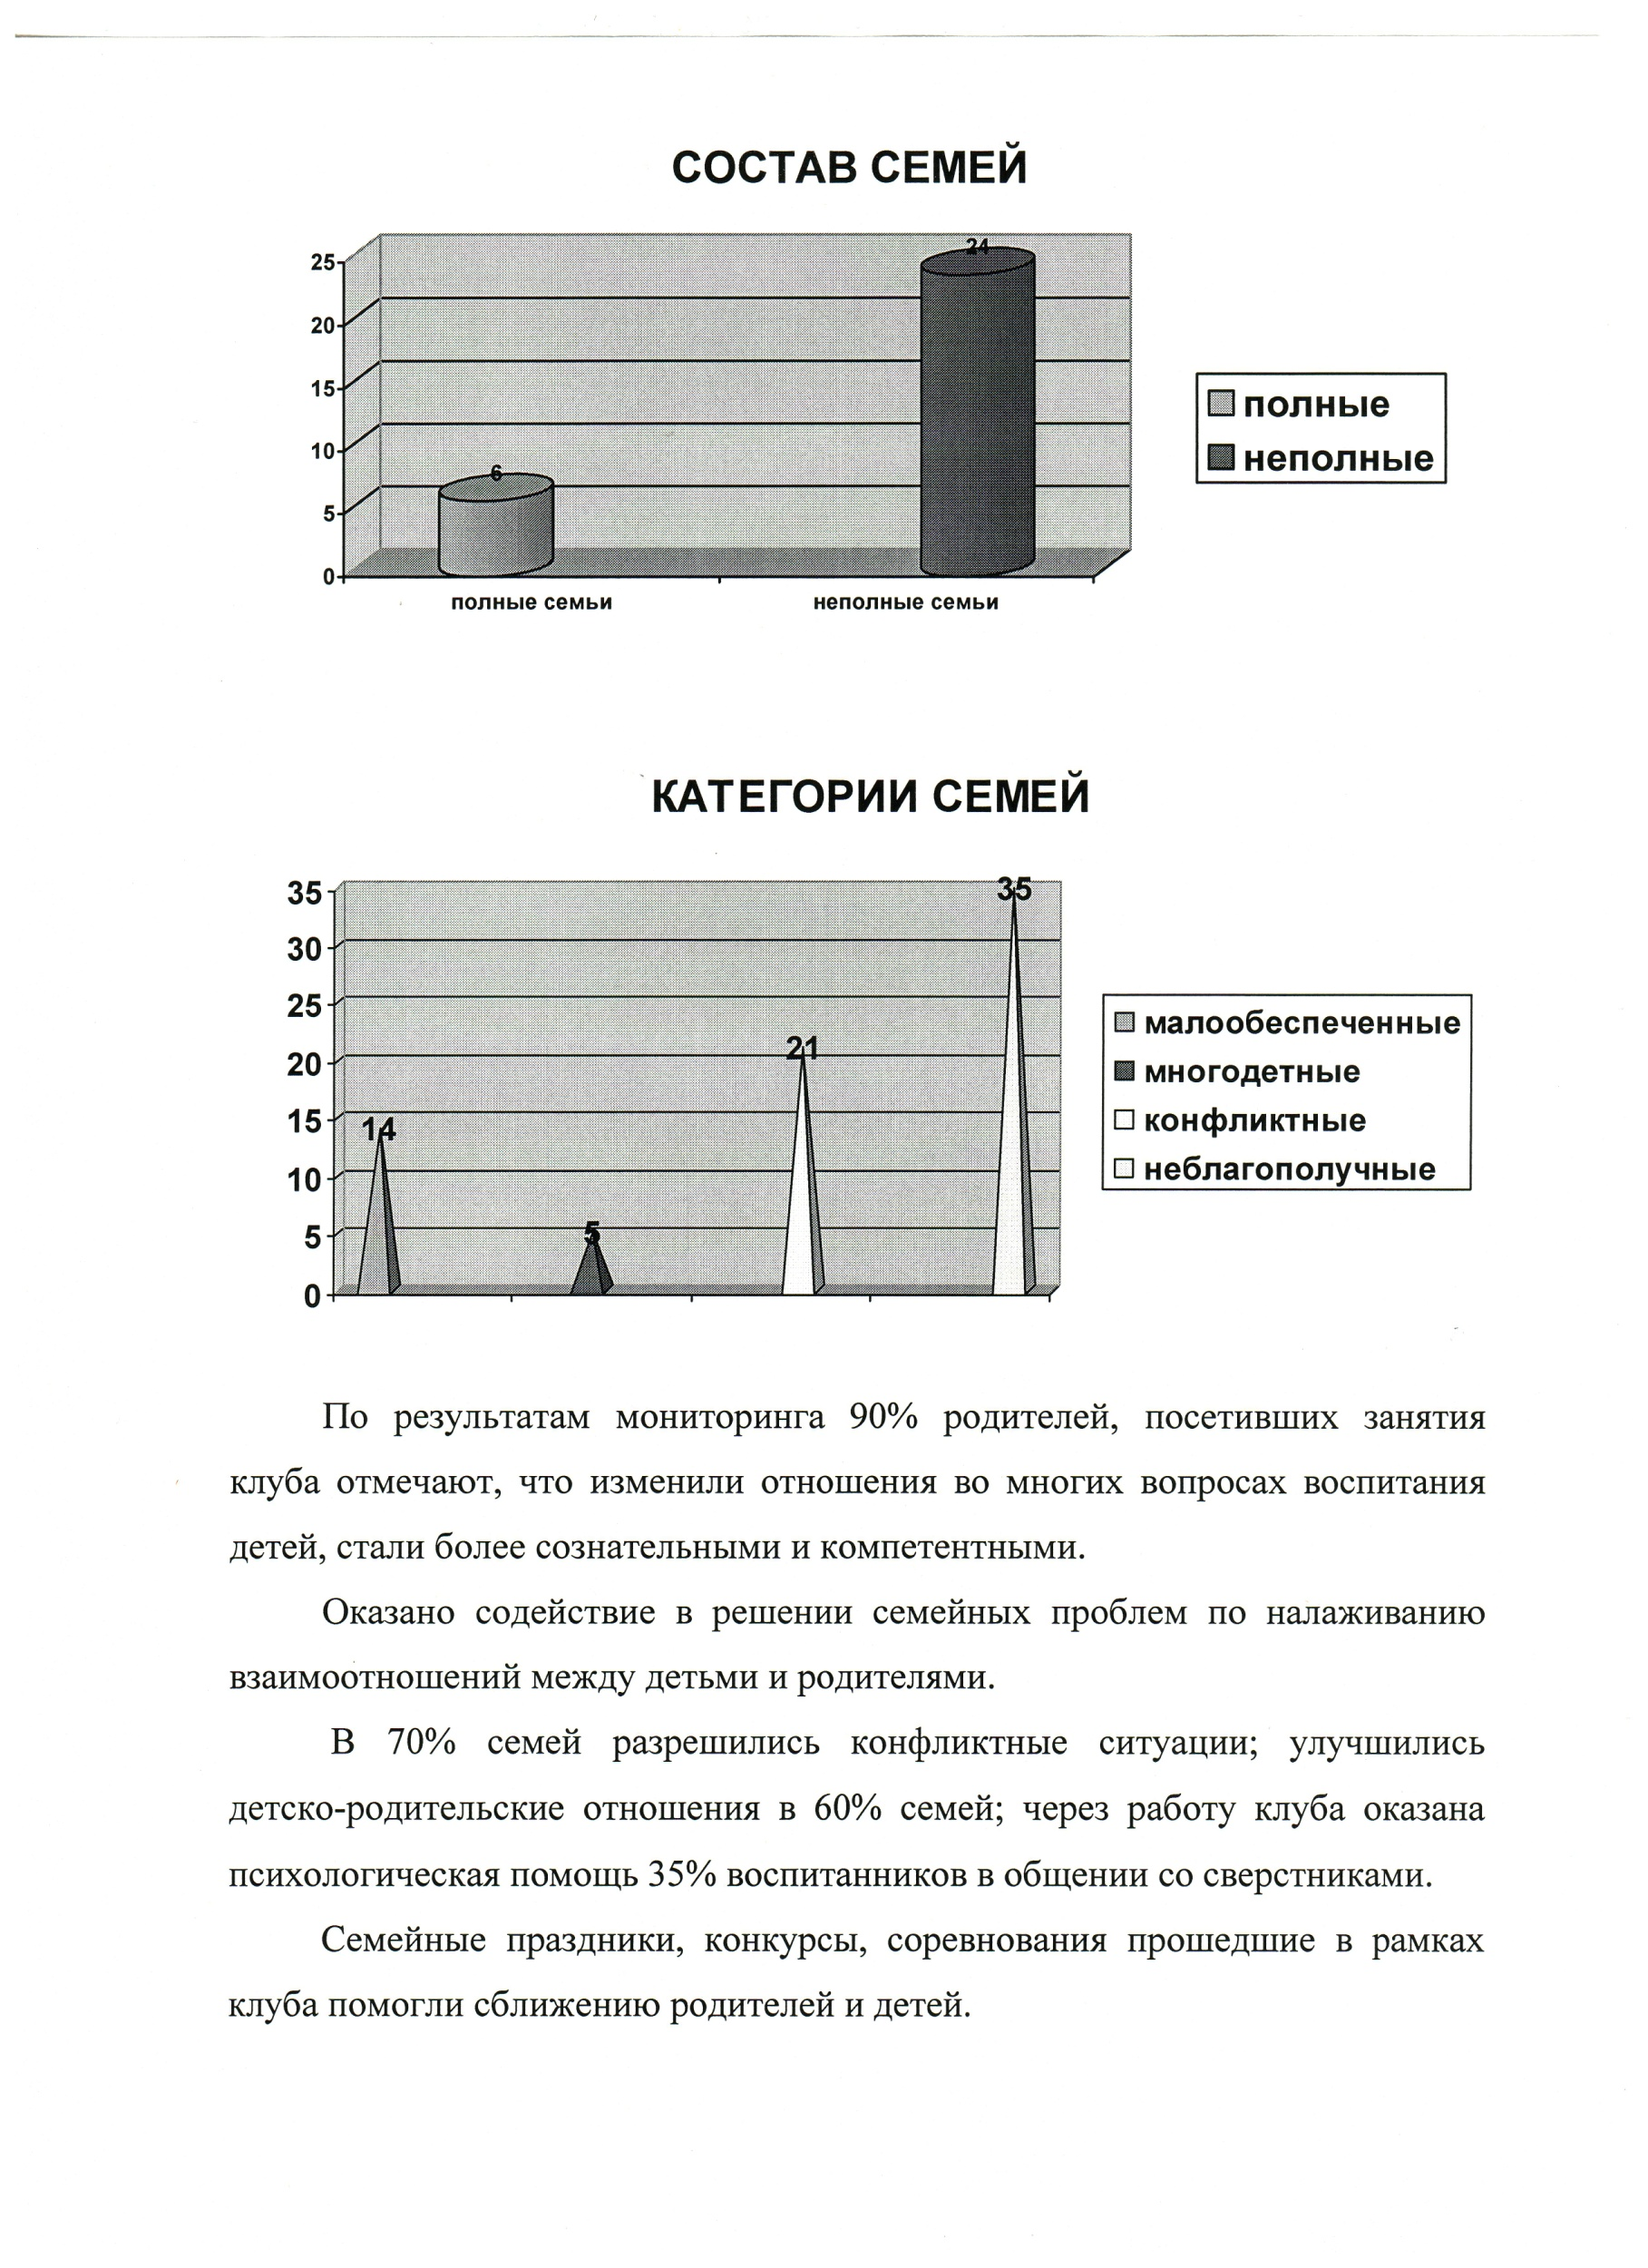 СОСТАВ СЕМЕЙ
24
25
20
15
10
5
0
6
полные семьи
неполные семьи
полные
неполные
КАТЕГОРИИ СЕМЕЙ
35
30
25
20
15
10
5
0
14
5
21
35
малообеспеченные
многодетные
конфликтные
неблагополучные
По результатам мониторинга 90% родителей, посетивших занятия
клуба отмечают, что изменили отношения во многих вопросах воспитания
детей, стали более сознательными и компетентными.
Оказано содействие в решении семейных проблем по налаживанию
взаимоотношений между детьми и родителями.
В 70% семей разрешились конфликтные ситуации; улучшились
детско-родительские отношения в 60% семей; через работу клуба оказана
психологическая помощь 35% воспитанников в общении со сверстниками.
Семейные праздники, конкурсы, соревнования прошедшие в рамках
клуба помогли сближению родителей и детей.